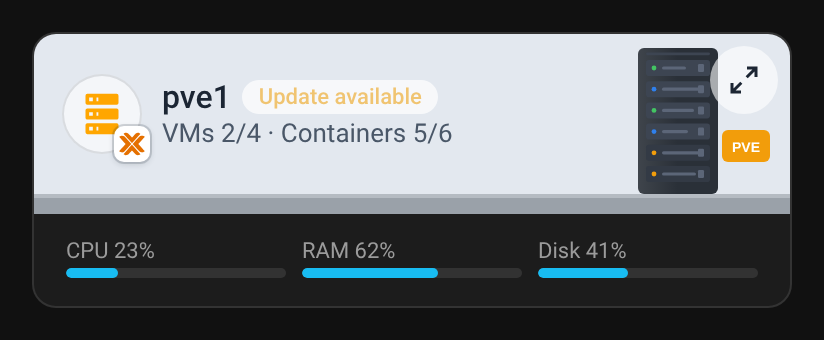 pve1 Update available
VMs 2/4 · Containers 5/6
PVE
CPU 23% RAM 62% Disk 41%